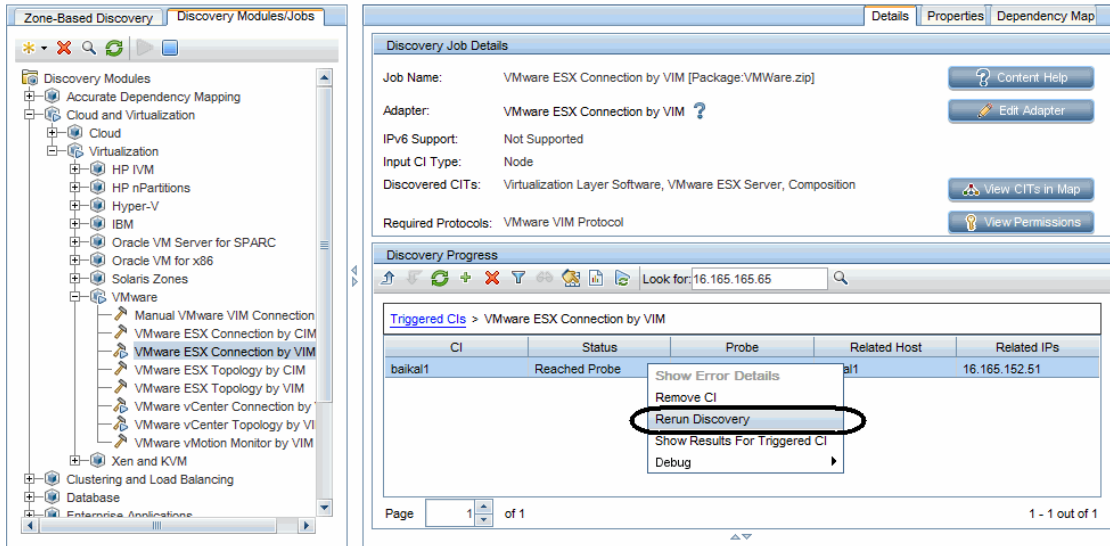 Zone-Based Discovery
Discovery Modules/Jobs
Discovery Modules
Accurate Dependency Mapping
Cloud and Virtualization
Cloud
Virtualization
HP IVM
HP nPartitions
Hyper-V
IBM
Oracle VM Server for SPARC
Oracle VM for x86
Solaris Zones
VMware
Manual VMware VIM Connection
VMware ESX Connection by CIM
VMware ESX Connection by VIM
VMware ESX Topology by CIM
VMware ESX Topology by VIM
VMware vCenter Connection by
VMware vCenter Topology by VI
VMware vMotion Monitor by VIM
Xen and KVM
Clustering and Load Balancing
Database
Enterprise Applications
Details Properties Dependency Map
Discovery Job Details
Job Name: VMware ESX Connection by VIM [Package:VMWare.zip]
Content Help
Adapter: VMware ESX Connection by VIM ?
Edit Adapter
IPv6 Support: Not Supported
Input CI Type: Node
Discovered CITs: Virtualization Layer Software, VMware ESX Server, Composition
View CITs in Map
Required Protocols: VMware VIM Protocol
View Permissions
Discovery Progress
Look for: 16.165.165.65
Triggered CIs > VMware ESX Connection by VIM
CI Status Probe Related Host Related IPs
baikal1 Reached Probe al1 16.165.152.51
Show Error Details
Remove CI
Rerun Discovery
Show Results For Triggered CI
Debug
Page 1 of 1
1 - 1 out of 1